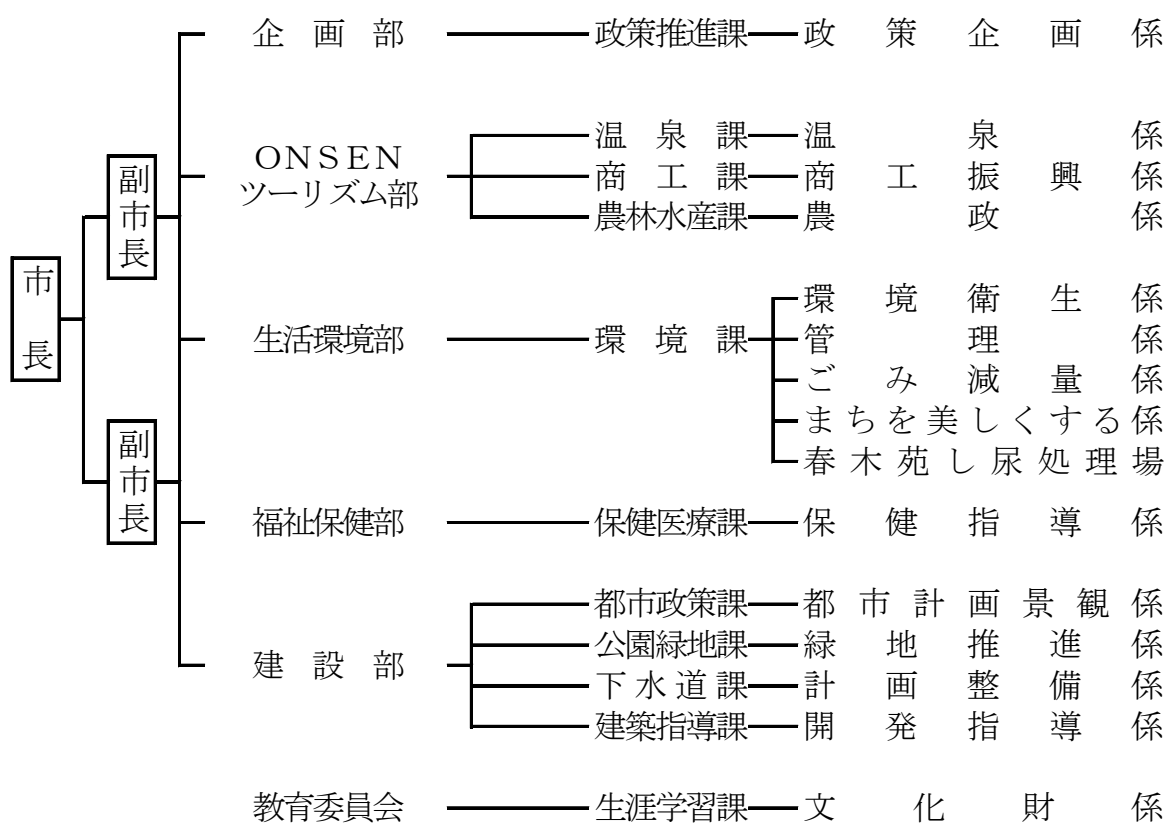 企画部 政策推進課 政策企画係
ONSEN
ツーリズム部
温泉課 温泉係
商工課 商工振興係
農林水産課 農政係
副市長
市長
生活環境部 環境課
環境衛生係
管理係
ごみ減量係
まちを美しくする係
春木苑し尿処理場
副市長
福祉保健部 保健医療課 保健指導係
建設部
都市政策課 都市計画景観係
公園緑地課 緑地推進係
下水道課 計画整備係
建築指導課 開発指導係
教育委員会 生涯学習課 文化財係